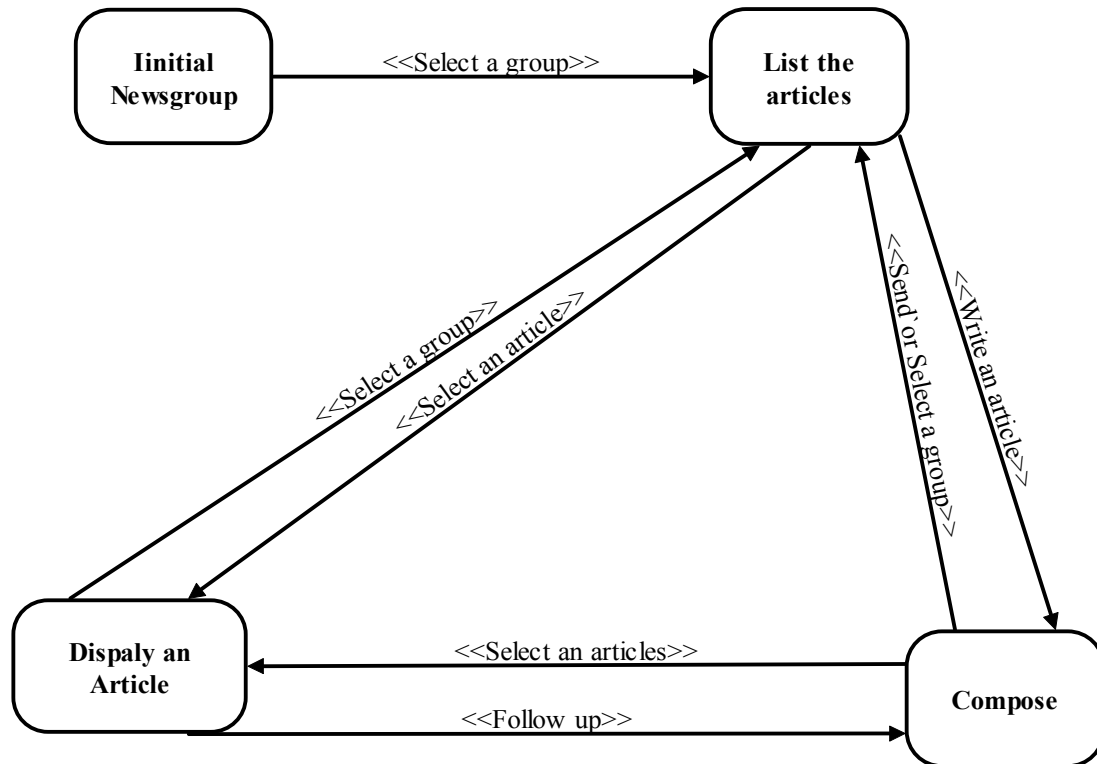 Iinitial
Newsgroup
<<Select a group>>
List the
articles
<<Select a group>>
<<Select an article>>
<<Send`or Select a group>>
<<Write an article>>
Dispaly an
Article
<<Select an articles>>
<<Follow up>>
Compose